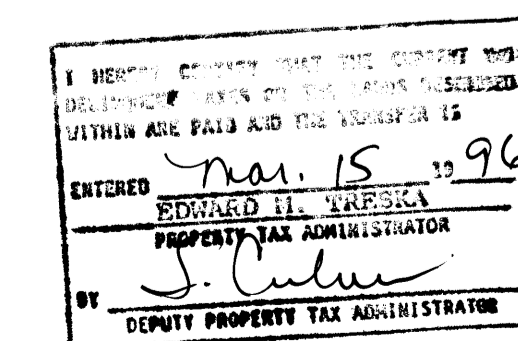 I HEREBY CERTIFY THAT THE CURRENT AND
DELINQUENT TAXES ON THE LANDS DESCRIBED
WITHIN ARE PAID AND THE TRANSFER IS
ENTERED Mar. 15 19 96
EDWARD M. TRESKA
PROPERTY TAX ADMINISTRATOR
BY
DEPUTY PROPERTY TAX ADMINISTRATOR